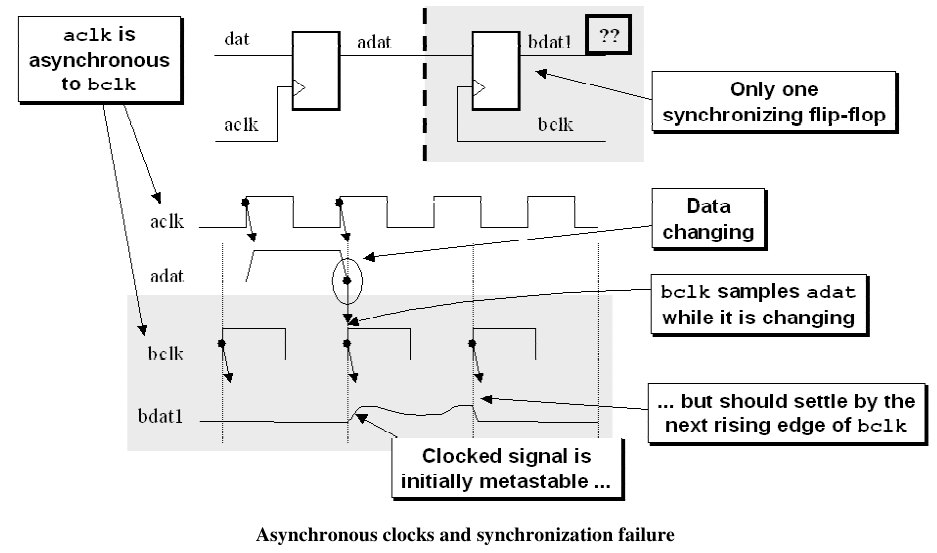 aclk is
asynchronous
to bclk
dat
adat
bdat1
??
aclk
bclk
Only one
synchronizing flip-flop
aclk
Data
changing
adat
bclk samples adat
while it is changing
bclk
bdat1
... but should settle by the
next rising edge of bclk
Clocked signal is
initially metastable ...
Asynchronous clocks and synchronization failure